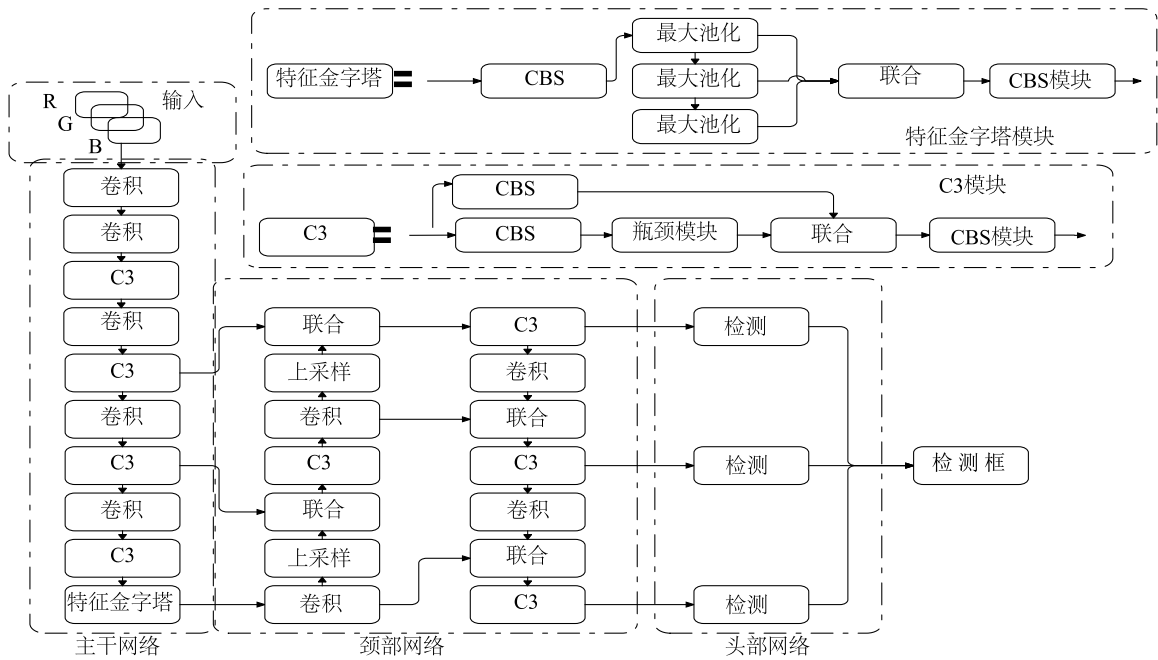 特征金字塔
CBS
最大池化
最大池化
最大池化
联合
CBS模块
特征金字塔模块
R
G
B
输入
C3
CBS
CBS
瓶颈模块
联合
CBS模块
C3模块
卷积
卷积
C3
卷积
C3
卷积
C3
卷积
C3
特征金字塔
主干网络
联合
上采样
卷积
C3
联合
上采样
卷积
C3
卷积
联合
C3
卷积
联合
C3
颈部网络
检测
检测
检测
头部网络
检测框